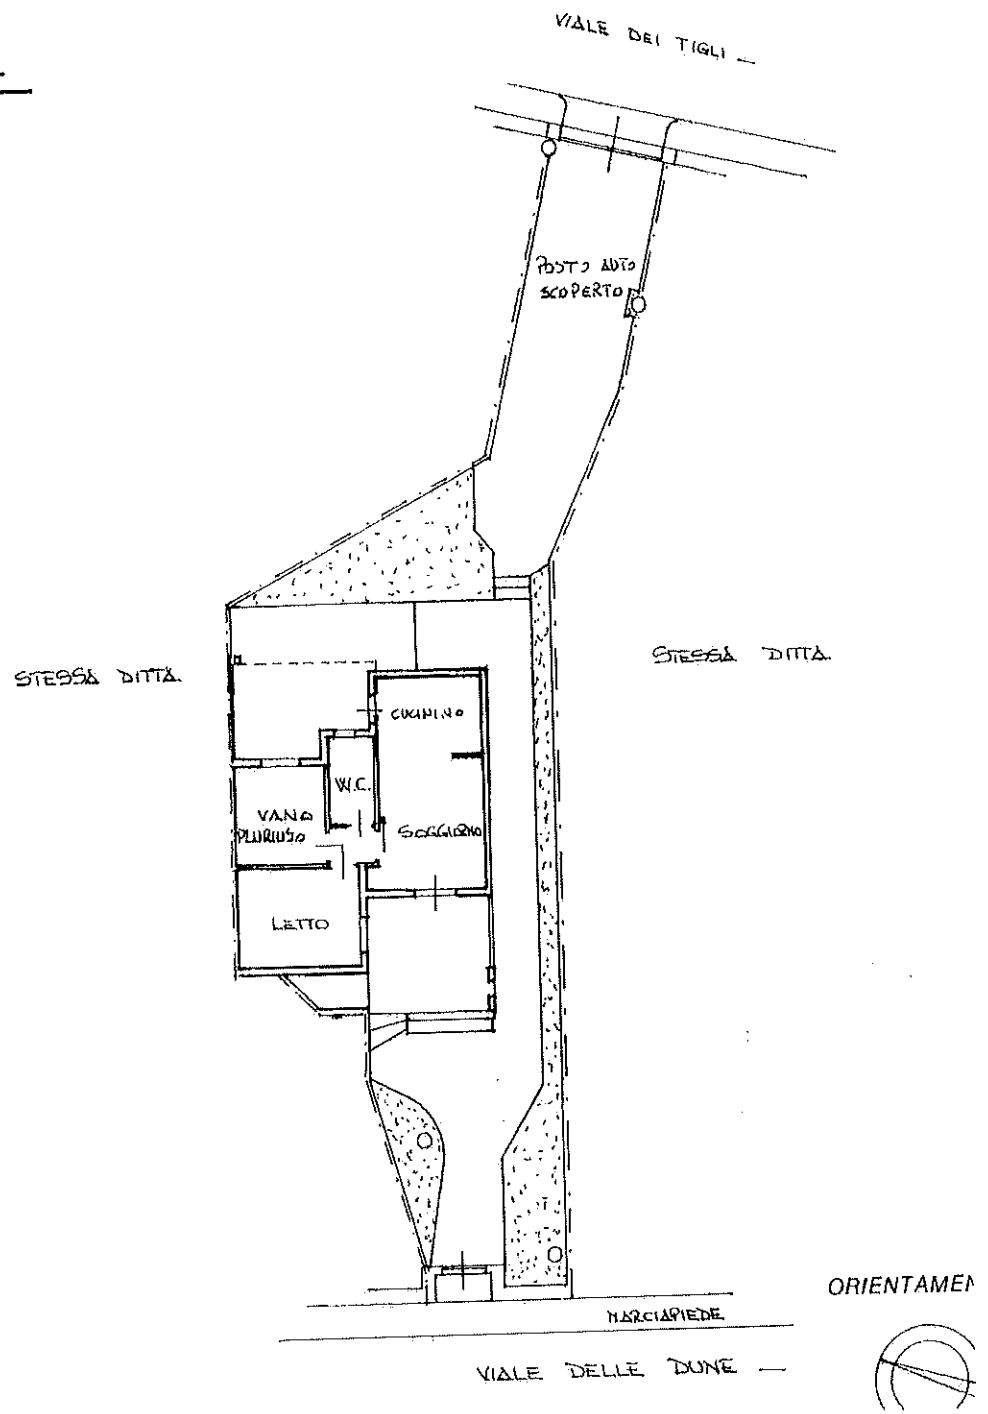 VIALE DEI TIGLI —
POSTO AUTO
SCOPERTO
STESSA DITTA.
STESSA DITTA.
CUCININO
W.C.
VANO
PLURIUSO
SOGGIORNO
LETTO
ORIENTAMEN
MARCIAPIEDE
VIALE DELLE DUNE —